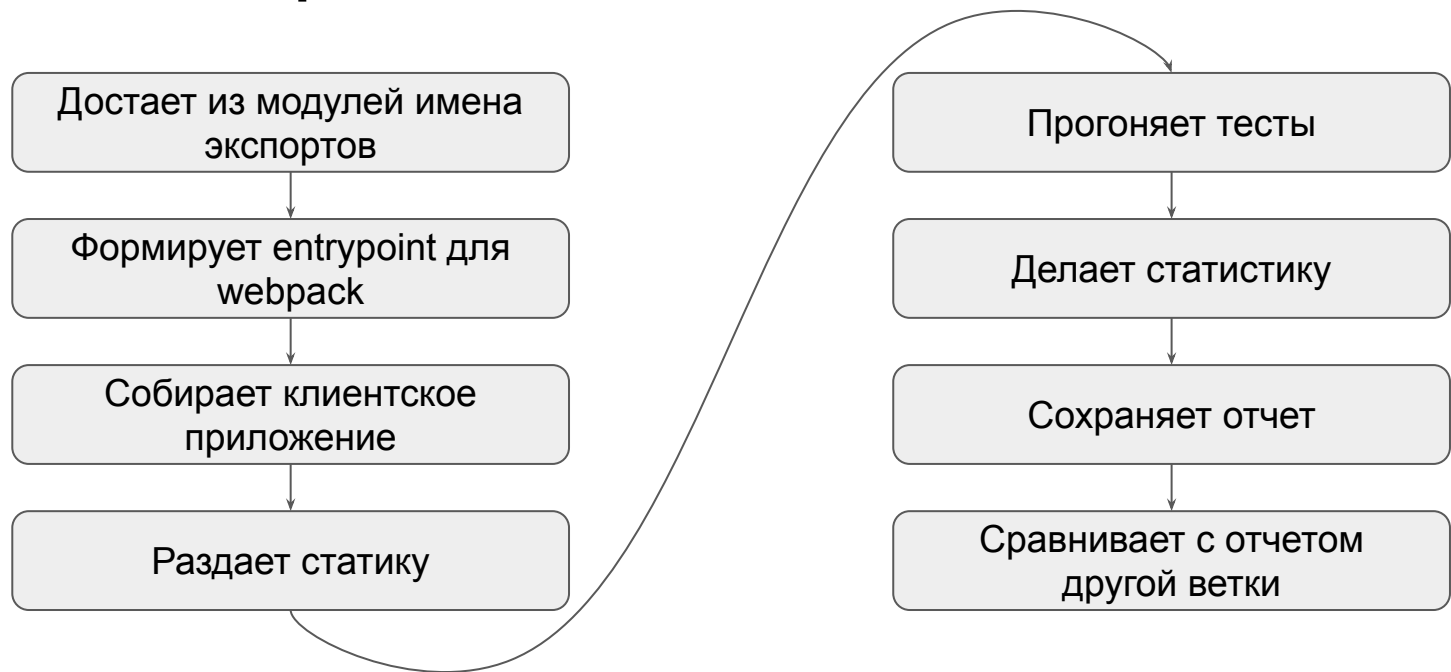 Достает из модулей имена
экспортов
Формирует entrypoint для
webpack
Собирает клиентское
приложение
Раздает статику
Прогоняет тесты
Делает статистику
Сохраняет отчет
Сравнивает с отчетом
другой ветки